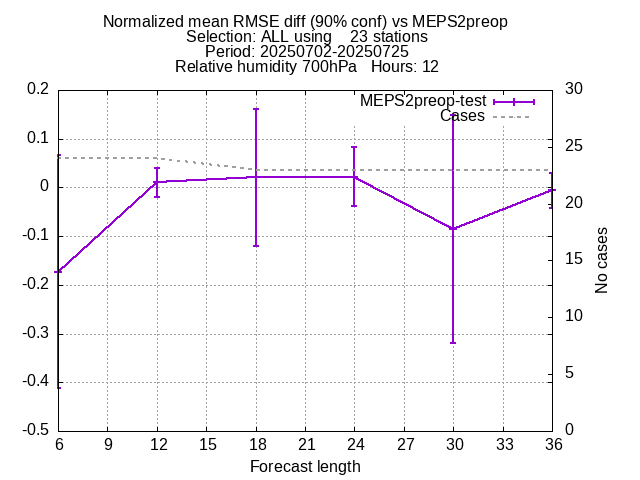 Normalized mean RMSE diff (90% conf) vs MEPS2preop
Selection: ALL using    23 stations
Period: 20250702-20250725
Relative humidity 700hPa   Hours: 12
MEPS2preop-test
Cases
0.2
0.1
0
-0.1
-0.2
-0.3
-0.4
-0.5
30
25
20
15
10
5
0
No cases
6 9 12 15 18 21 24 27 30 33 36
Forecast length